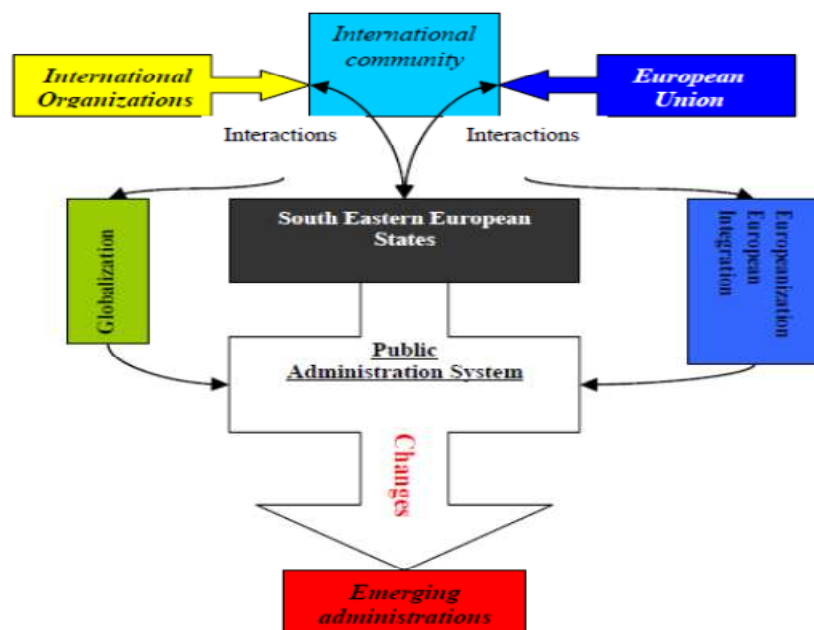 International
community
International
Organizations
European
Union
Interactions
Interactions
Globalization
South Eastern European
States
Europeanization
European
Integration
Public
Administration System
Changes
Emerging
administrations